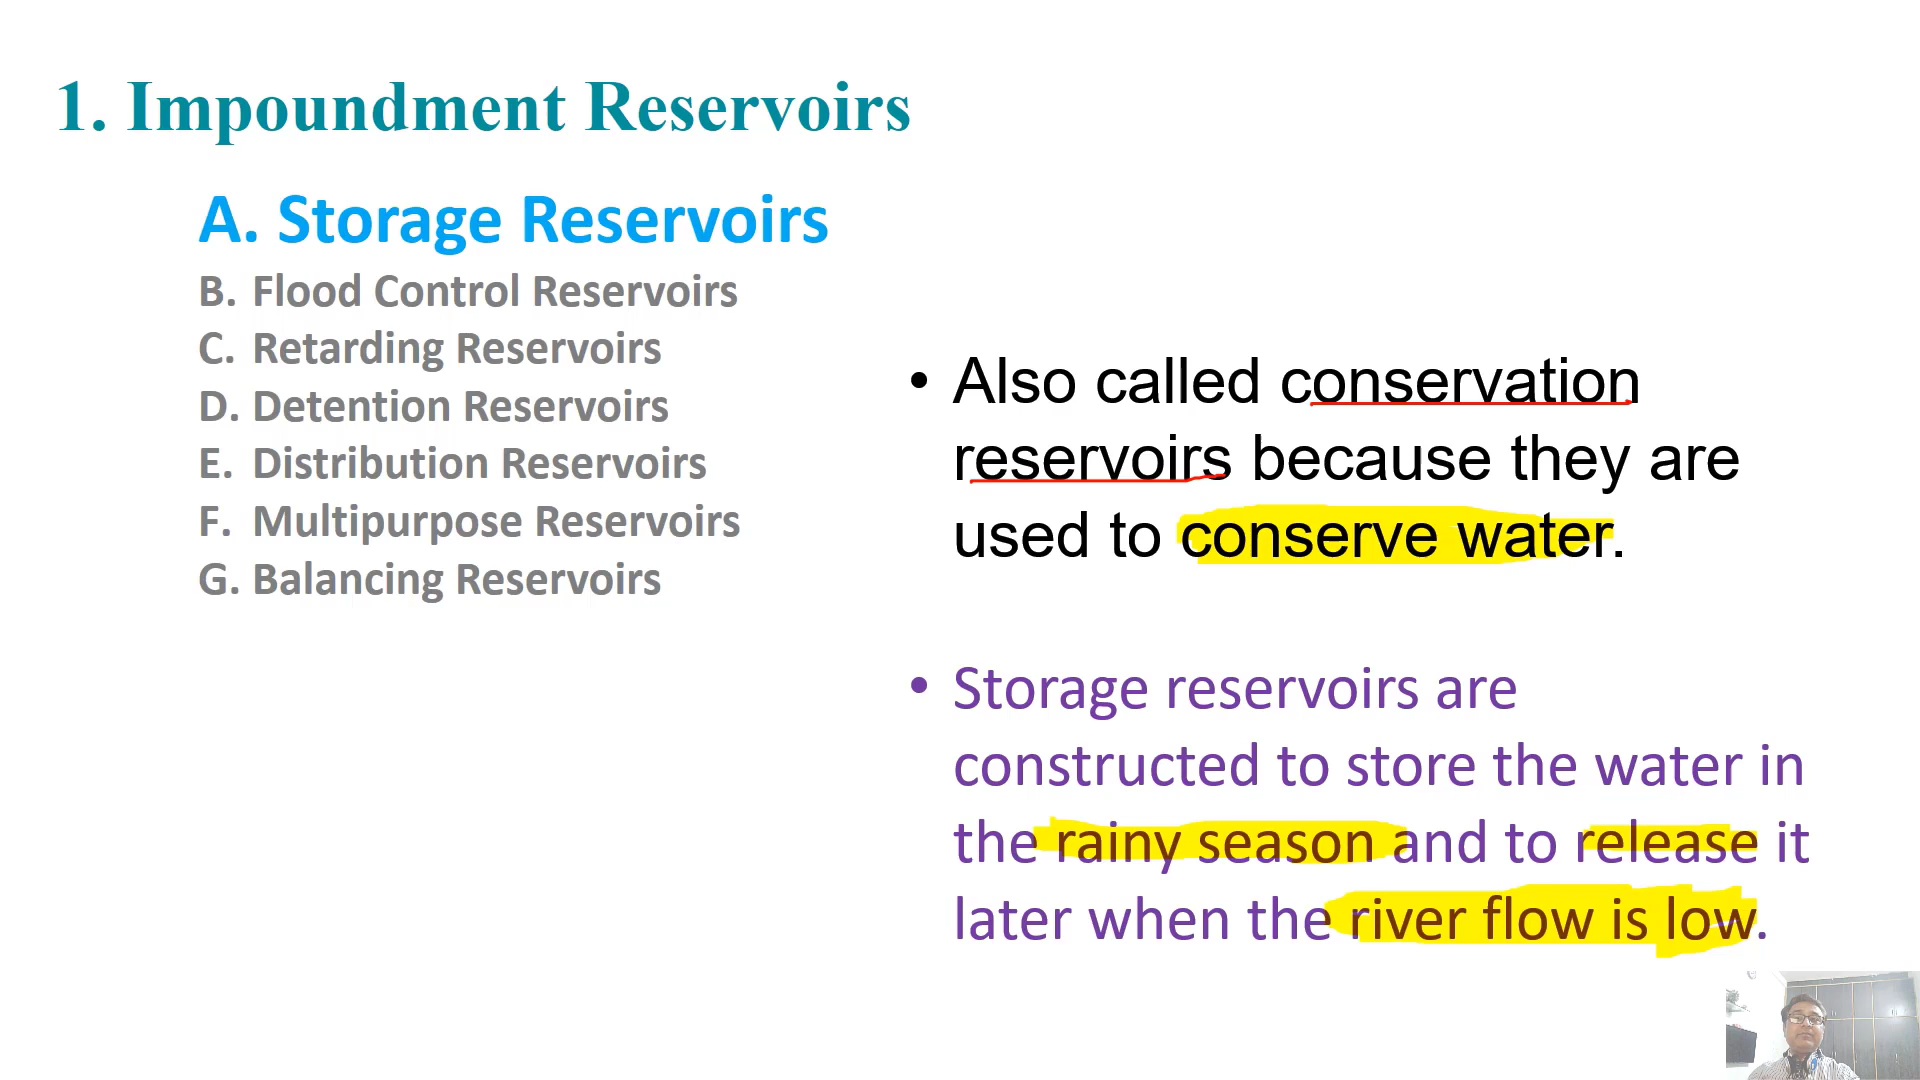 1. Impoundment Reservoirs
A. Storage Reservoirs
B. Flood Control Reservoirs
C. Retarding Reservoirs
D. Detention Reservoirs
E. Distribution Reservoirs
F. Multipurpose Reservoirs
G. Balancing Reservoirs
• Also called conservation
reservoirs because they are
used to conserve water.
• Storage reservoirs are
constructed to store the water in
the rainy season and to release it
later when the river flow is low.